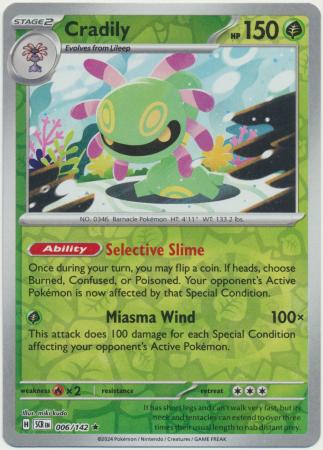 STAGE2
Cradily
HP 150
Evolves from Lileep
NO. 0346 Barnacle Pokémon HT: 4'11" WT: 133.2 lbs.
Ability Selective Slime
Once during your turn, you may flip a coin. If heads, choose
Burned, Confused, or Poisoned. Your opponent's Active
Pokémon is now affected by that Special Condition.
Miasma Wind 100×
This attack does 100 damage for each Special Condition
affecting your opponent's Active Pokémon.
weakness ×2 resistance retreat
Illus. miki kudo
H SCR EN 006/142 ★
It has short legs and can't walk very fast, but its
neck and tentacles can extend to over three
times their usual length to nab distant prey.
©2024 Pokémon / Nintendo / Creatures / GAME FREAK